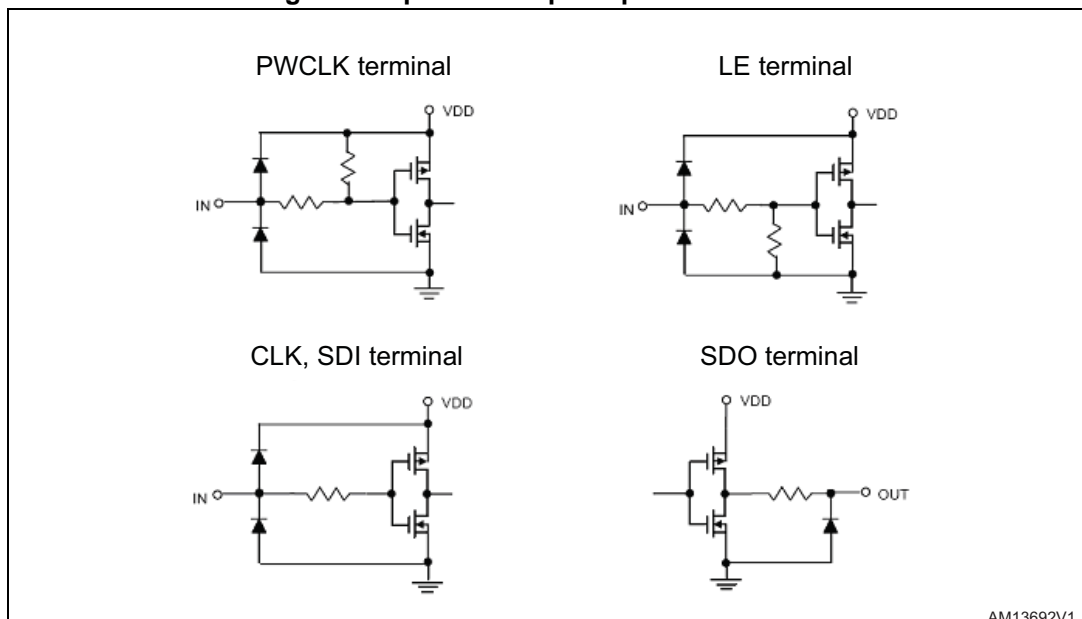 PWCLK terminal
LE terminal
VDD
VDD
IN
IN
CLK, SDI terminal
SDO terminal
VDD
VDD
IN
OUT
AM13692V1